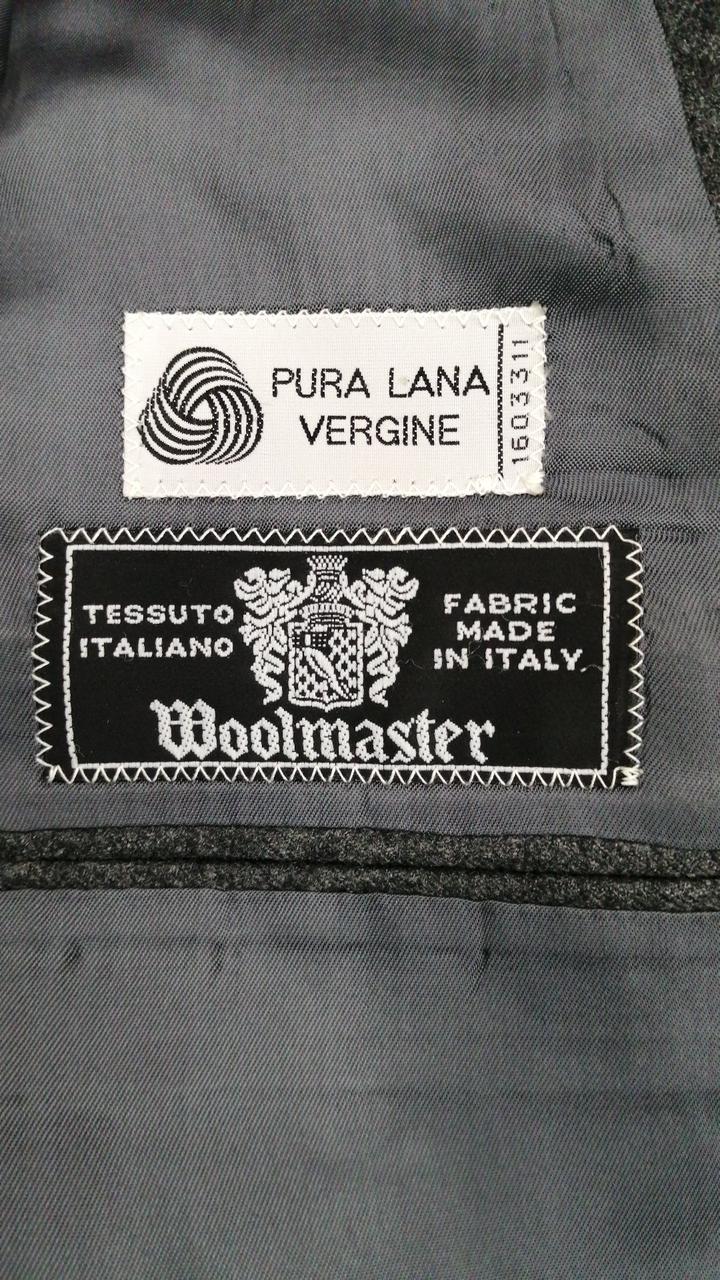 PURA LANA
VERGINE
1603311
TESSUTO
ITALIANO
FABRIC
MADE
IN ITALY
Woolmaster